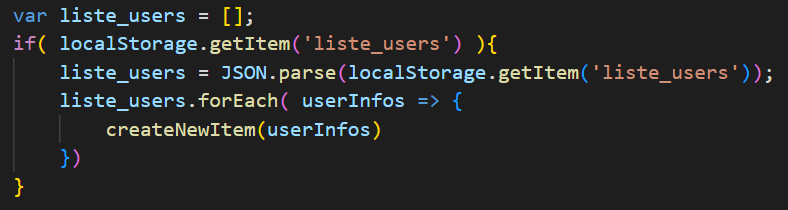 var liste_users = [];
if( localStorage.getItem('liste_users') ){
    liste_users = JSON.parse(localStorage.getItem('liste_users'));
    liste_users.forEach( userInfos => {
        createNewItem(userInfos)
    })
}